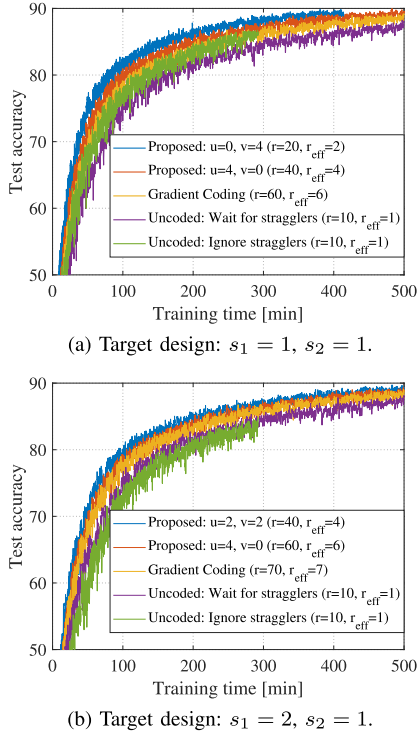 90
80
70
60
50
Test accuracy
Proposed: u=0, v=4 (r=20, r_eff=2)
Proposed: u=4, v=0 (r=40, r_eff=4)
Gradient Coding (r=60, r_eff=6)
Uncoded: Wait for stragglers (r=10, r_eff=1)
Uncoded: Ignore stragglers (r=10, r_eff=1)
0 100 200 300 400 500
Training time [min]
(a) Target design: s₁ = 1, s₂ = 1.
90
80
70
60
50
Test accuracy
Proposed: u=2, v=2 (r=40, r_eff=4)
Proposed: u=4, v=0 (r=60, r_eff=6)
Gradient Coding (r=70, r_eff=7)
Uncoded: Wait for stragglers (r=10, r_eff=1)
Uncoded: Ignore stragglers (r=10, r_eff=1)
0 100 200 300 400 500
Training time [min]
(b) Target design: s₁ = 2, s₂ = 1.